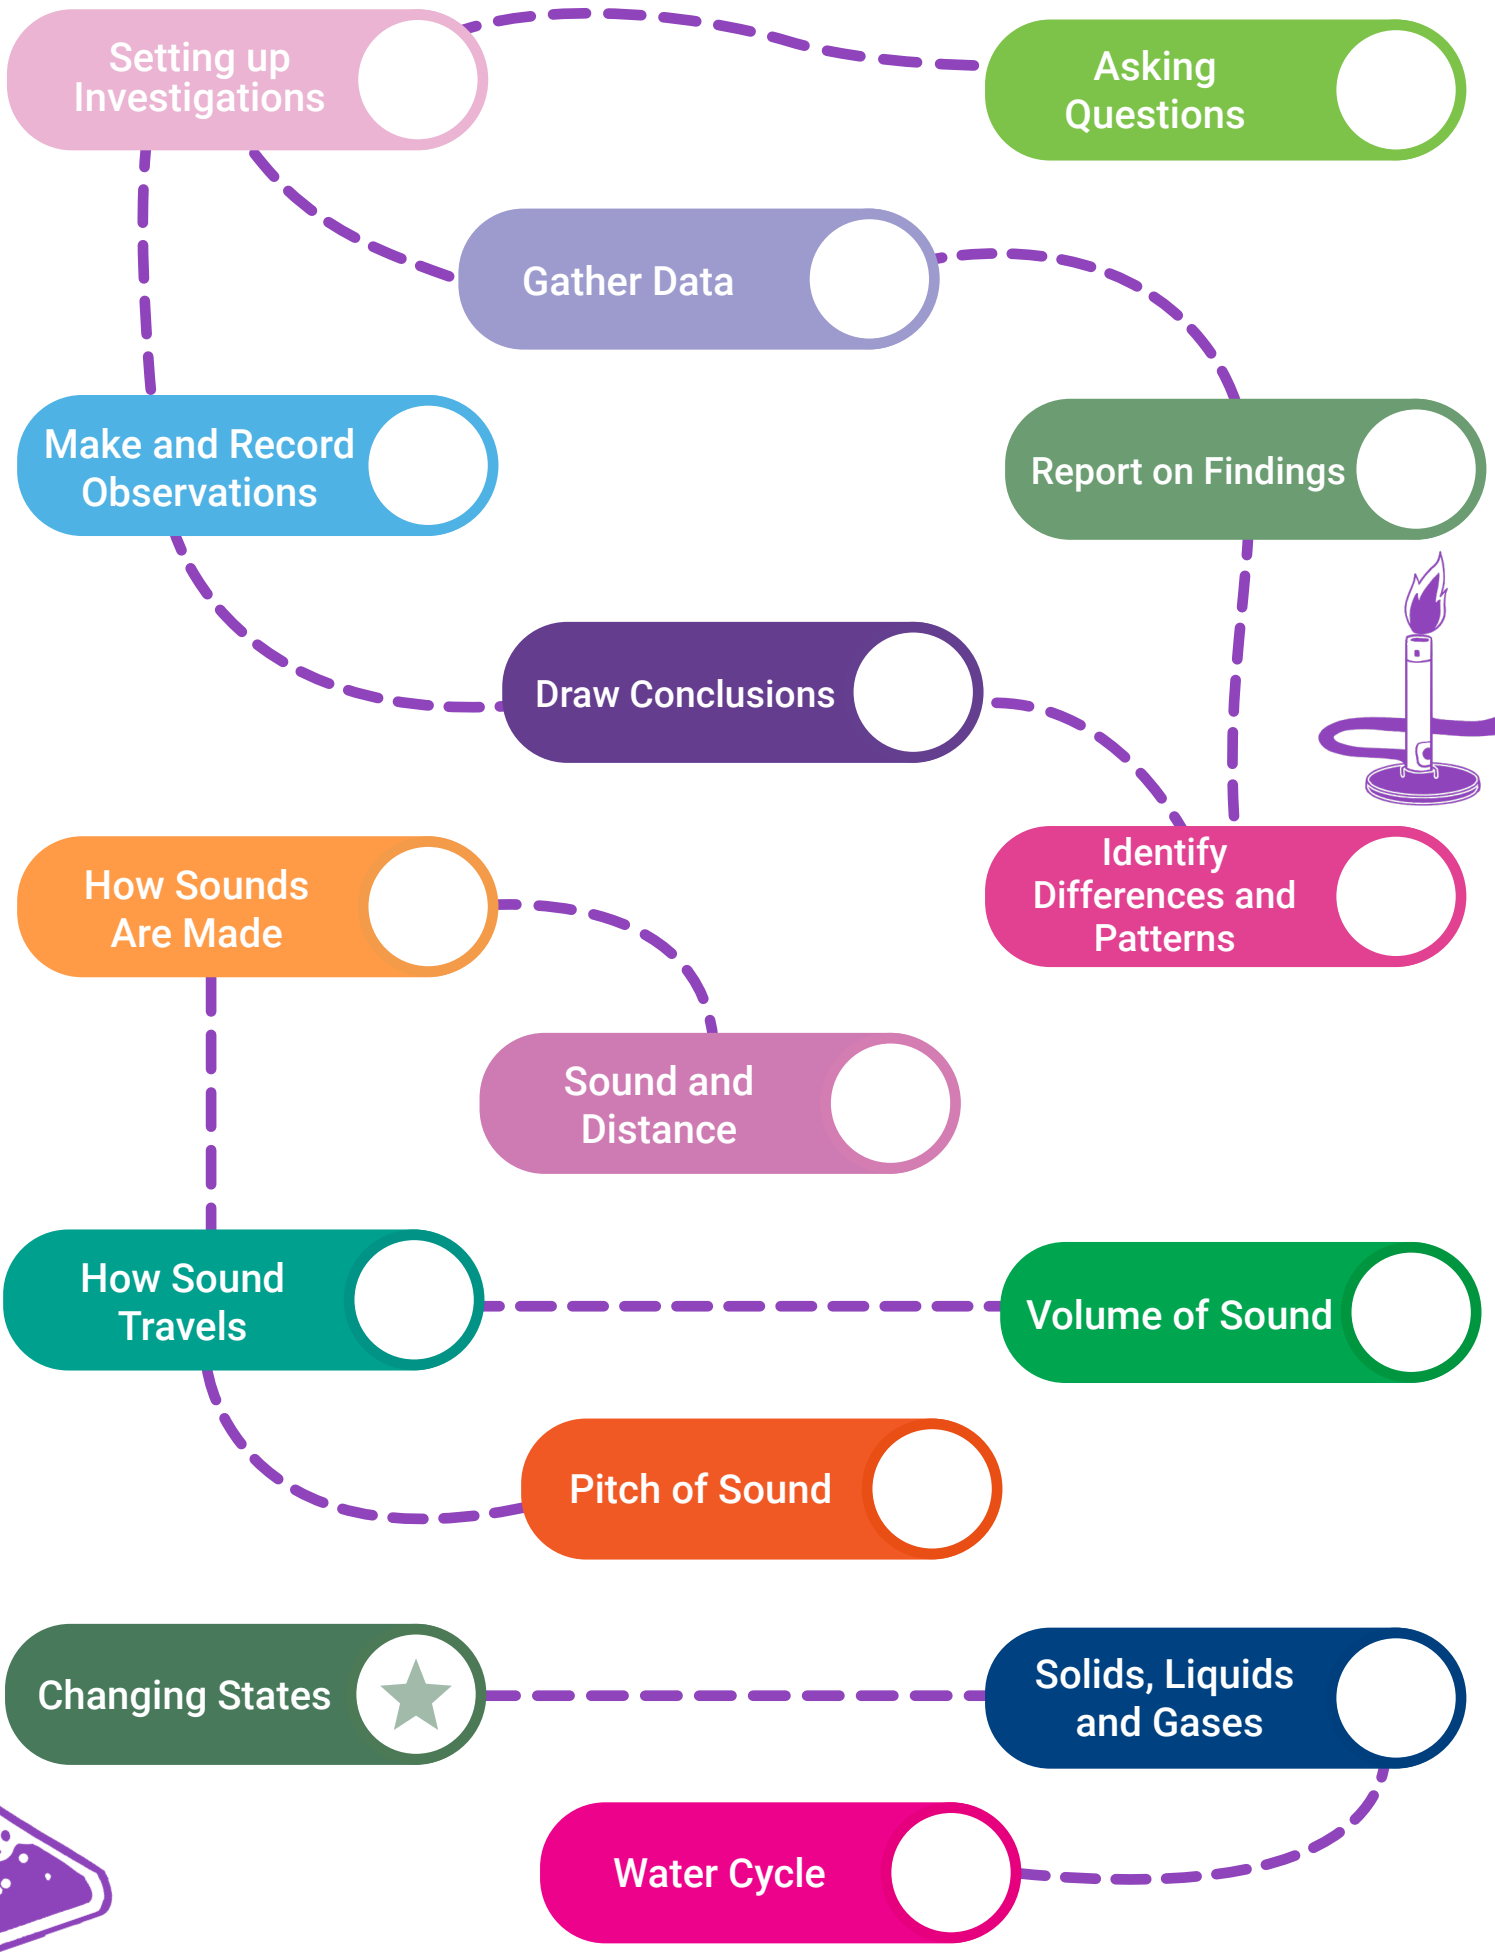 Setting up
Investigations
Asking
Questions
Gather Data
Make and Record
Observations
Report on Findings
Draw Conclusions
Identify
Differences and
Patterns
How Sounds
Are Made
Sound and
Distance
How Sound
Travels
Volume of Sound
Pitch of Sound
Changing States
Solids, Liquids
and Gases
Water Cycle